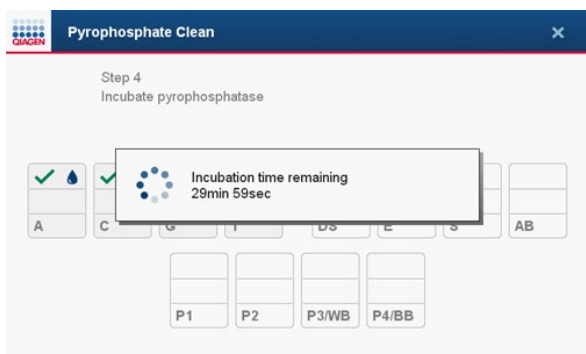 QIAGEN
Pyrophosphate Clean
Step 4
Incubate pyrophosphatase
Incubation time remaining
29min 59sec
A C G T DS E S AB
P1 P2 P3/WB P4/BB